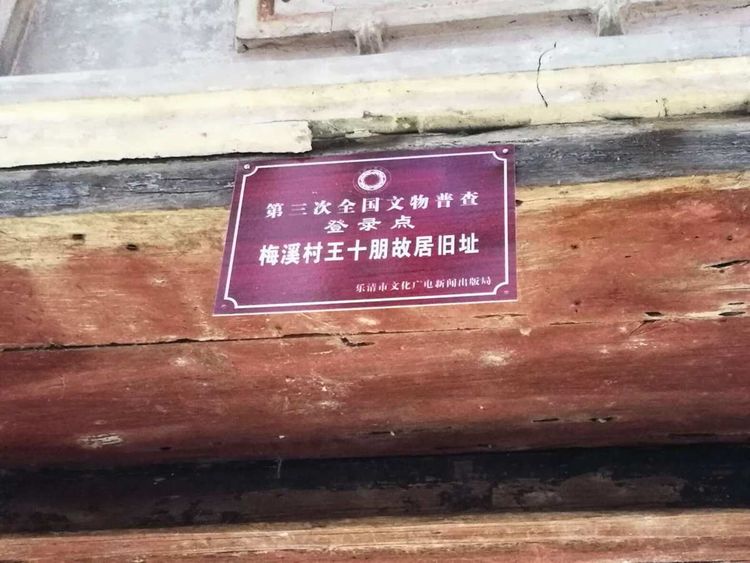 第三次全国文物普查
登录点
梅溪村王十朋故居旧址
乐清市文化广电新闻出版局